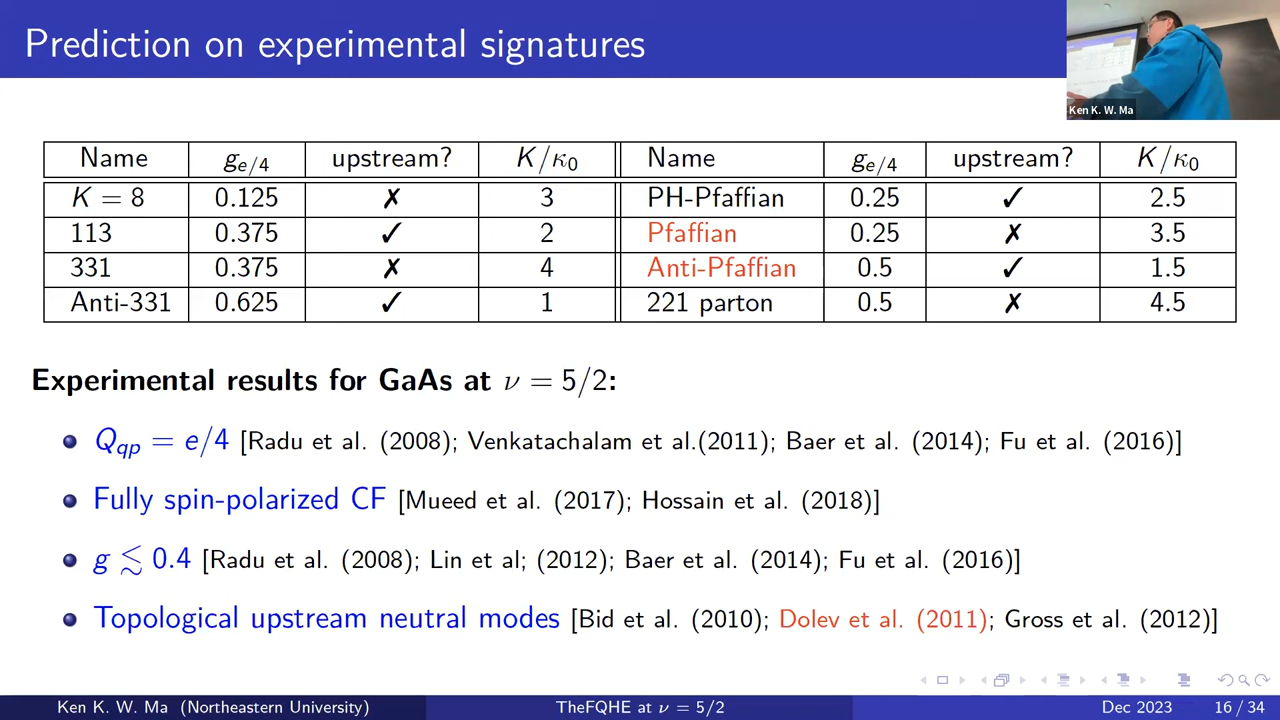 Prediction on experimental signatures
Ken K. W. Ma
Name g_{e/4} upstream? K/κ₀ Name g_{e/4} upstream? K/κ₀
K = 8 0.125 ✗ 3 PH-Pfaffian 0.25 ✓ 2.5
113 0.375 ✓ 2 Pfaffian 0.25 ✗ 3.5
331 0.375 ✗ 4 Anti-Pfaffian 0.5 ✓ 1.5
Anti-331 0.625 ✓ 1 221 parton 0.5 ✗ 4.5
Experimental results for GaAs at ν = 5/2:
Q_{qp} = e/4 [Radu et al. (2008); Venkatachalam et al.(2011); Baer et al. (2014); Fu et al. (2016)]
Fully spin-polarized CF [Mueed et al. (2017); Hossain et al. (2018)]
g ≲ 0.4 [Radu et al. (2008); Lin et al; (2012); Baer et al. (2014); Fu et al. (2016)]
Topological upstream neutral modes [Bid et al. (2010); Dolev et al. (2011); Gross et al. (2012)]
Ken K. W. Ma (Northeastern University) TheFQHE at ν = 5/2 Dec 2023 16 / 34